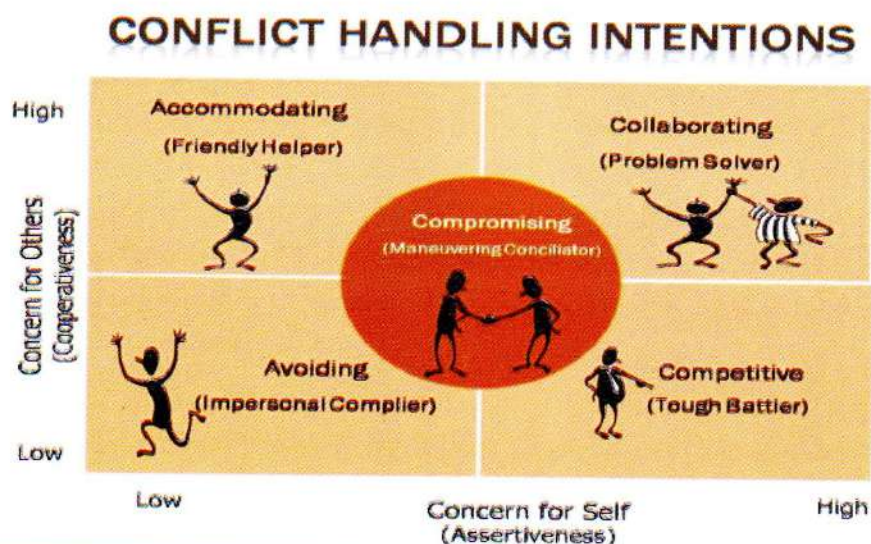 CONFLICT HANDLING INTENTIONS
High
Accommodating
(Friendly Helper)
Collaborating
(Problem Solver)
Compromising
(Maneuvering Conciliator)
Concern for Others
(Cooperativeness)
Avoiding
(Impersonal Complier)
Competitive
(Tough Battier)
Low
Low
Concern for Self
(Assertiveness)
High